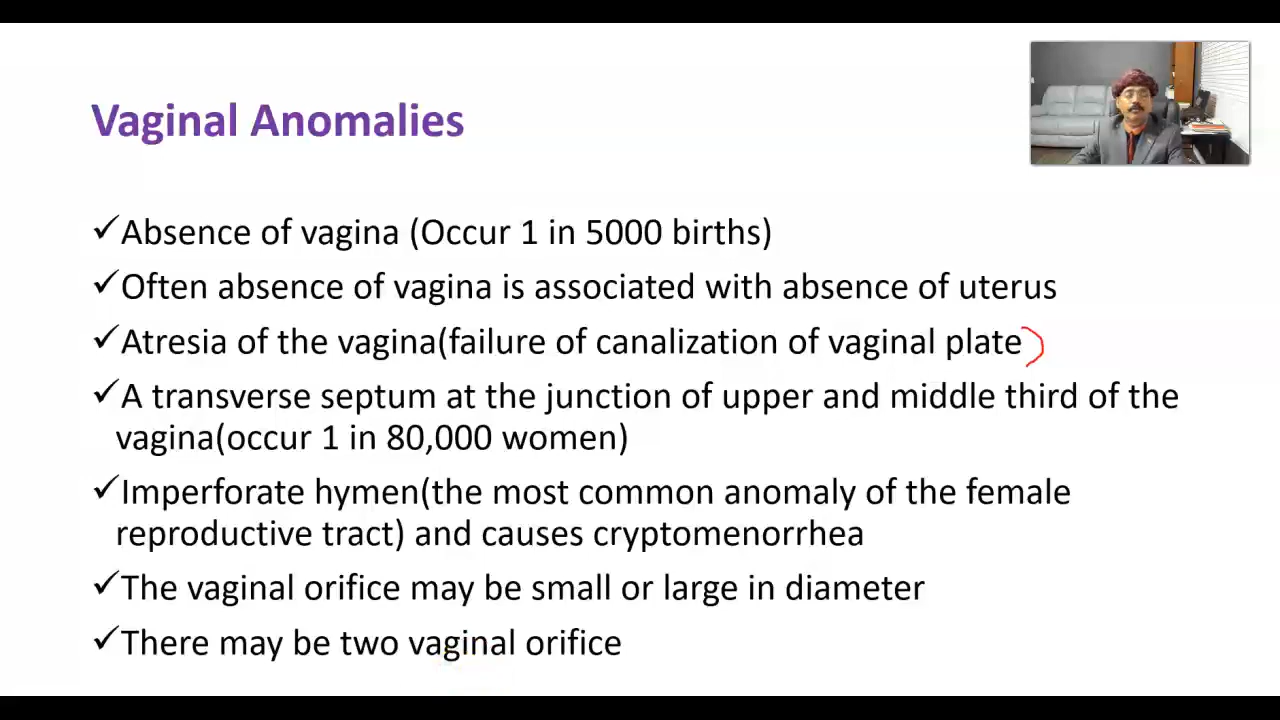 Vaginal Anomalies
✓Absence of vagina (Occur 1 in 5000 births)
✓Often absence of vagina is associated with absence of uterus
✓Atresia of the vagina(failure of canalization of vaginal plate)
✓A transverse septum at the junction of upper and middle third of the
vagina(occur 1 in 80,000 women)
✓Imperforate hymen(the most common anomaly of the female
reproductive tract) and causes cryptomenorrhea
✓The vaginal orifice may be small or large in diameter
✓There may be two vaginal orifice